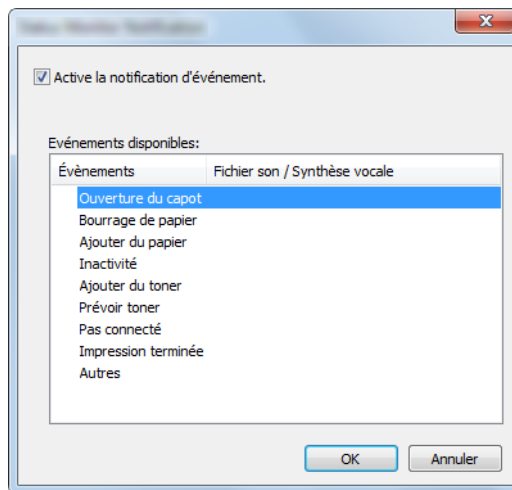 Active la notification d'événement.
Evénements disponibles:
Évènements Fichier son / Synthèse vocale
Ouverture du capot
Bourrage de papier
Ajouter du papier
Inactivité
Ajouter du toner
Prévoir toner
Pas connecté
Impression terminée
Autres
OK Annuler